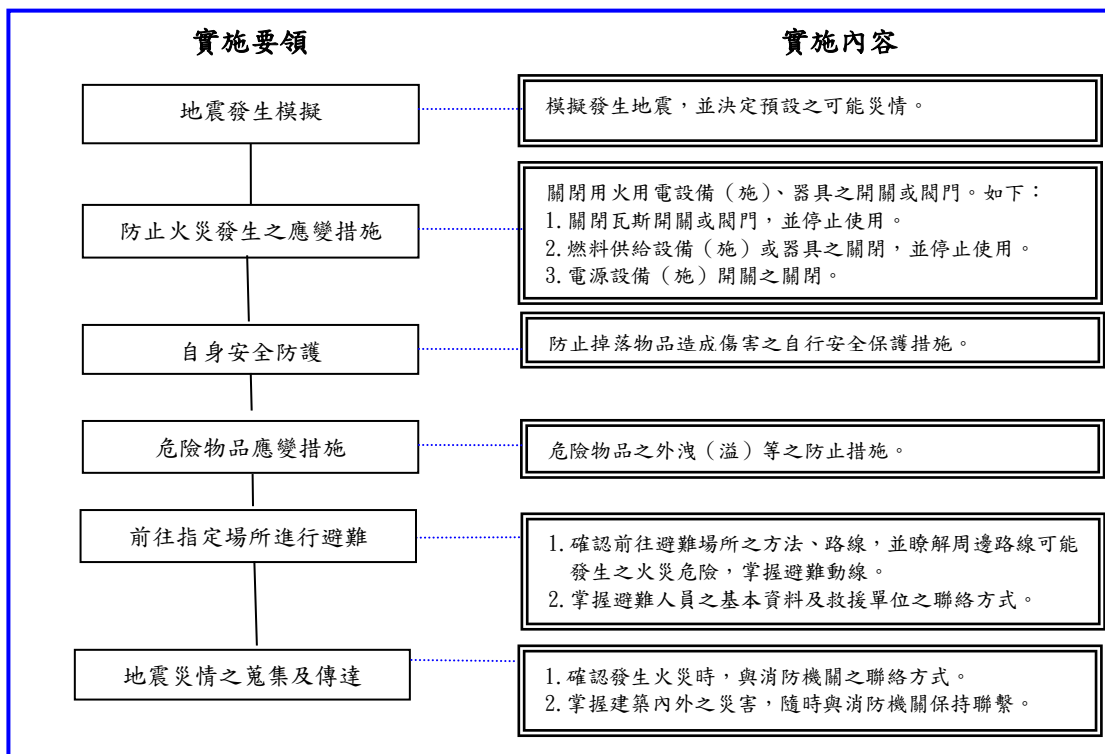 實施要領
實施內容
地震發生模擬
模擬發生地震，並決定預設之可能災情。
防止火災發生之應變措施
關閉用火用電設備（施）、器具之開關或閥門。如下：
1.關閉瓦斯開關或閥門，並停止使用。
2.燃料供給設備（施）或器具之關閉，並停止使用。
3.電源設備（施）開關之關閉。
自身安全防護
防止掉落物品造成傷害之自行安全保護措施。
危險物品應變措施
危險物品之外洩（溢）等之防止措施。
前往指定場所進行避難
1.確認前往避難場所之方法、路線，並瞭解周邊路線可能
發生之火災危險，掌握避難動線。
2.掌握避難人員之基本資料及救援單位之聯絡方式。
地震災情之蒐集及傳達
1.確認發生火災時，與消防機關之聯絡方式。
2.掌握建築內外之災害，隨時與消防機關保持聯繫。